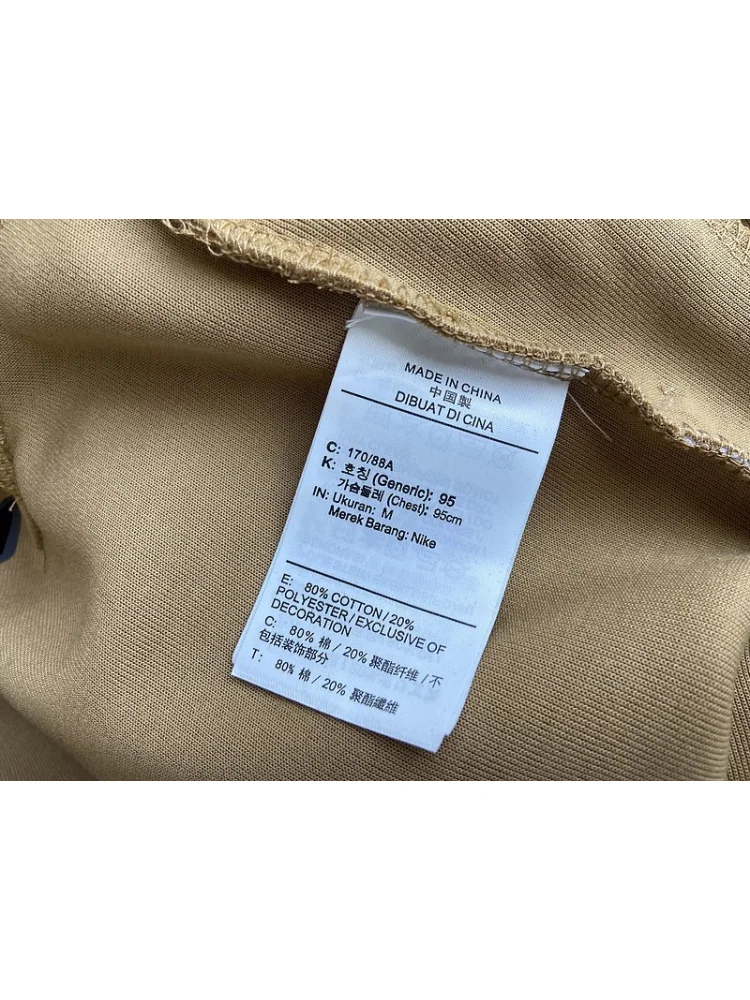 MADE IN CHINA
中国製
DIBUAT DI CINA
C: 170/88A
K: 호칭 (Generic): 95
가슴둘레 (Chest): 95cm
IN: Ukuran: M
Merek Barang: Nike
E: 80% COTTON / 20%
POLYESTER / EXCLUSIVE OF
DECORATION
C: 80% 棉 / 20% 聚酯纤维 / 不
包括装饰部分
T: 80% 棉 / 20% 聚酯纖維